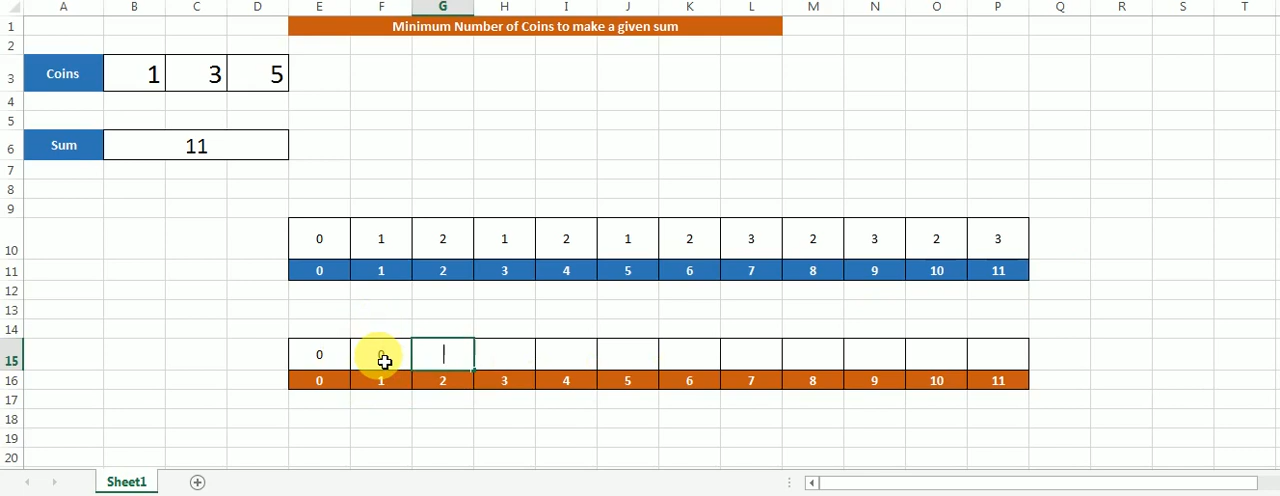 A B C D E F G H I J K L M N O P Q R S T
1 Minimum Number of Coins to make a given sum
2
3 Coins 1 3 5
4
5
6 Sum 11
7
8
9
10 0 1 2 1 2 1 2 3 2 3 2 3
11 0 1 2 3 4 5 6 7 8 9 10 11
12
13
14
15 0 0
16 0 1 2 3 4 5 6 7 8 9 10 11
17
18
19
20
Sheet1